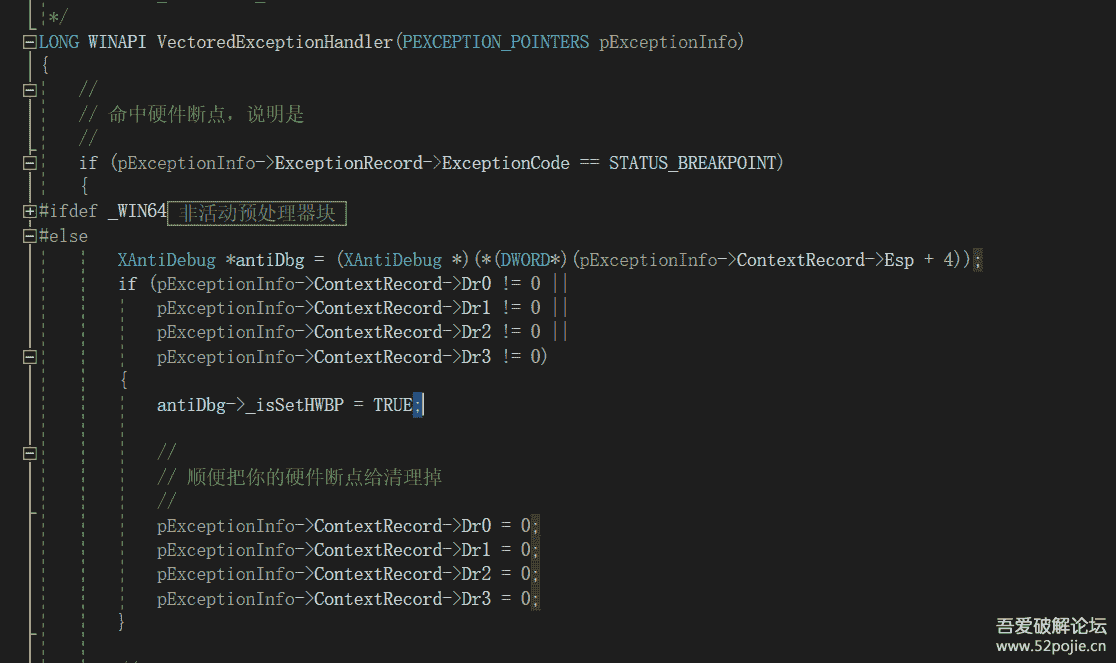 */
LONG WINAPI VectoredExceptionHandler(PEXCEPTION_POINTERS pExceptionInfo)
{
//
// 命中硬件断点，说明是
//
if (pExceptionInfo->ExceptionRecord->ExceptionCode == STATUS_BREAKPOINT)
{
#ifdef _WIN64 非活动预处理器块
#else
XAntiDebug *antiDbg = (XAntiDebug *)(*(DWORD*)(pExceptionInfo->ContextRecord->Esp + 4));
if (pExceptionInfo->ContextRecord->Dr0 != 0 ||
pExceptionInfo->ContextRecord->Dr1 != 0 ||
pExceptionInfo->ContextRecord->Dr2 != 0 ||
pExceptionInfo->ContextRecord->Dr3 != 0)
{
antiDbg->_isSetHWBP = TRUE;
//
// 顺便把你的硬件断点给清理掉
//
pExceptionInfo->ContextRecord->Dr0 = 0;
pExceptionInfo->ContextRecord->Dr1 = 0;
pExceptionInfo->ContextRecord->Dr2 = 0;
pExceptionInfo->ContextRecord->Dr3 = 0;
}
吾爱破解论坛
www.52pojie.cn